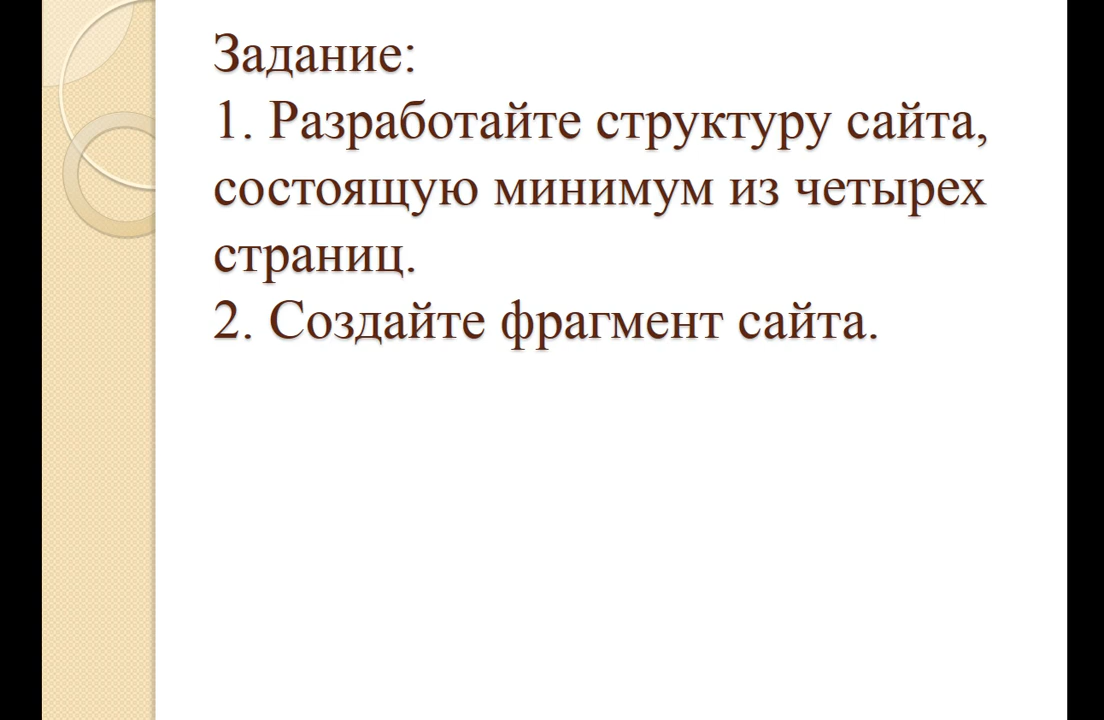 Задание:
1. Разработайте структуру сайта,
состоящую минимум из четырех
страниц.
2. Создайте фрагмент сайта.